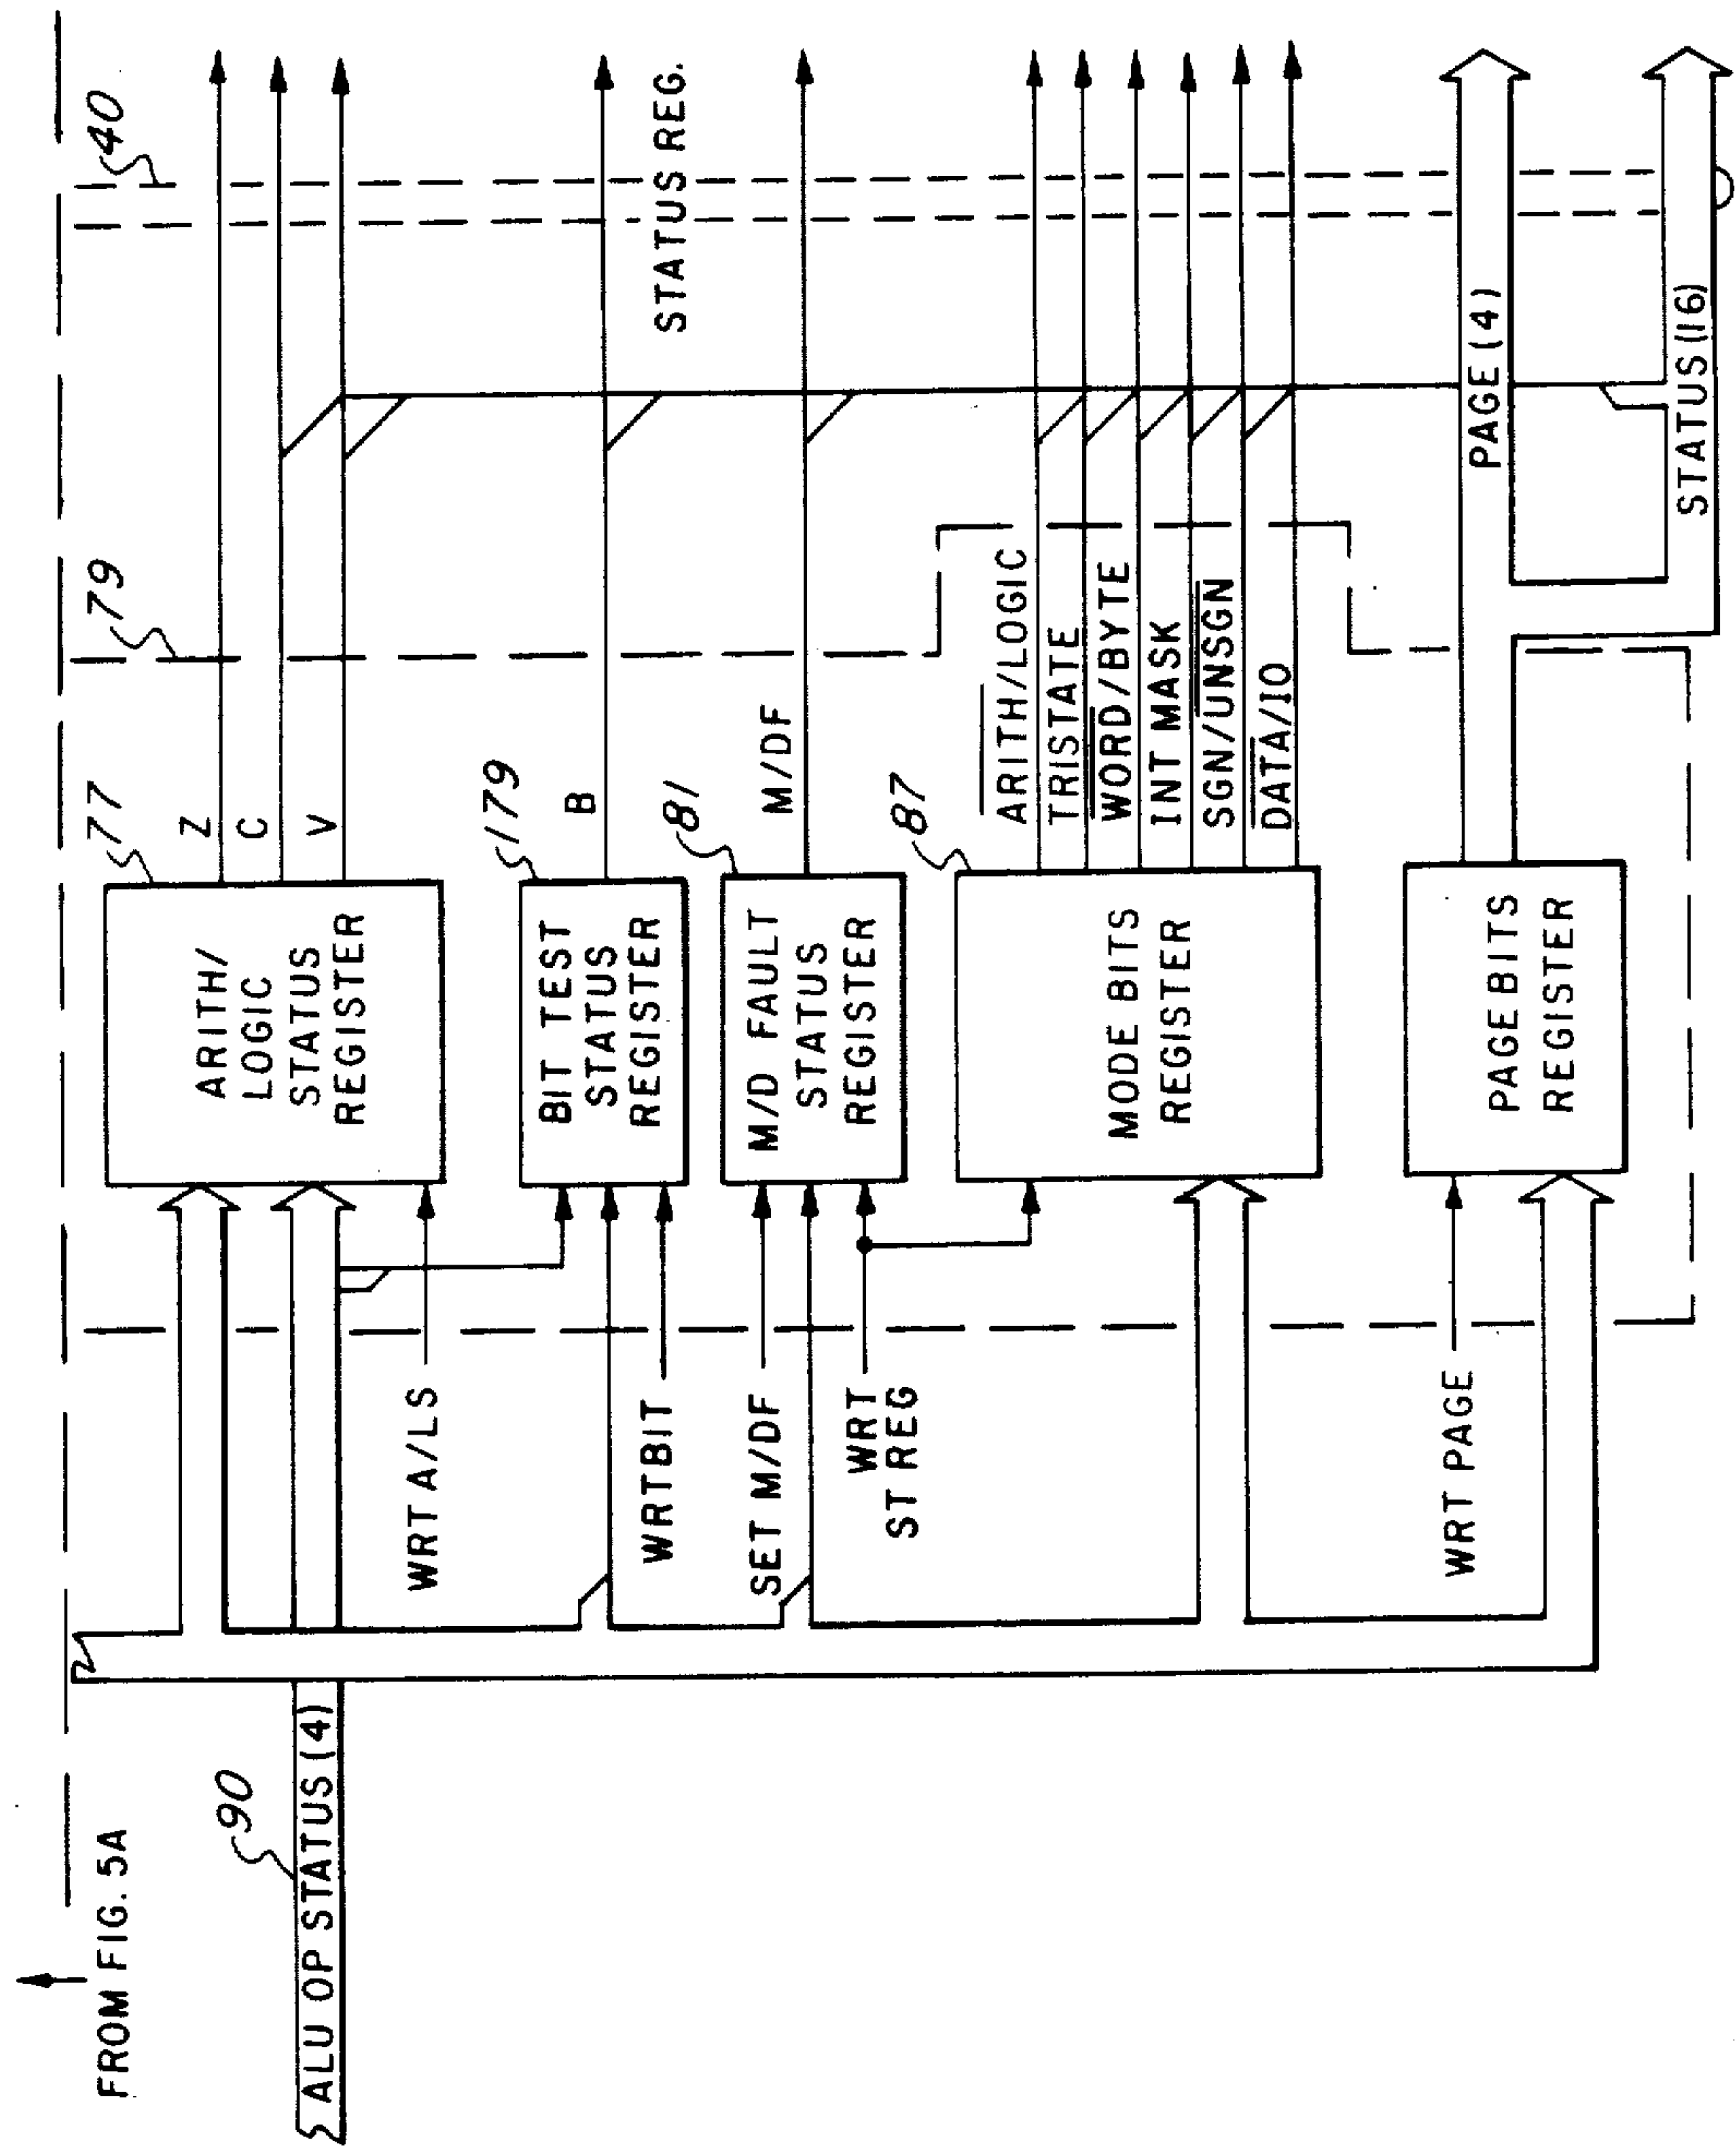 FROM FIG. 5A
90
ALU OP STATUS (4)
WRT A/LS
WRTBIT
SET M/DF
WRT
ST REG
WRT PAGE
77
ARITH/
LOGIC
STATUS
REGISTER
179
BIT TEST
STATUS
REGISTER
81
M/D FAULT
STATUS
REGISTER
87
MODE BITS
REGISTER
PAGE BITS
REGISTER
Z
C
V
B
M/DF
ARITH/LOGIC
TRISTATE
WORD/BYTE
INT MASK
SGN/UNSGN
DATA/IO
79
40
STATUS REG.
PAGE (4)
STATUS (16)